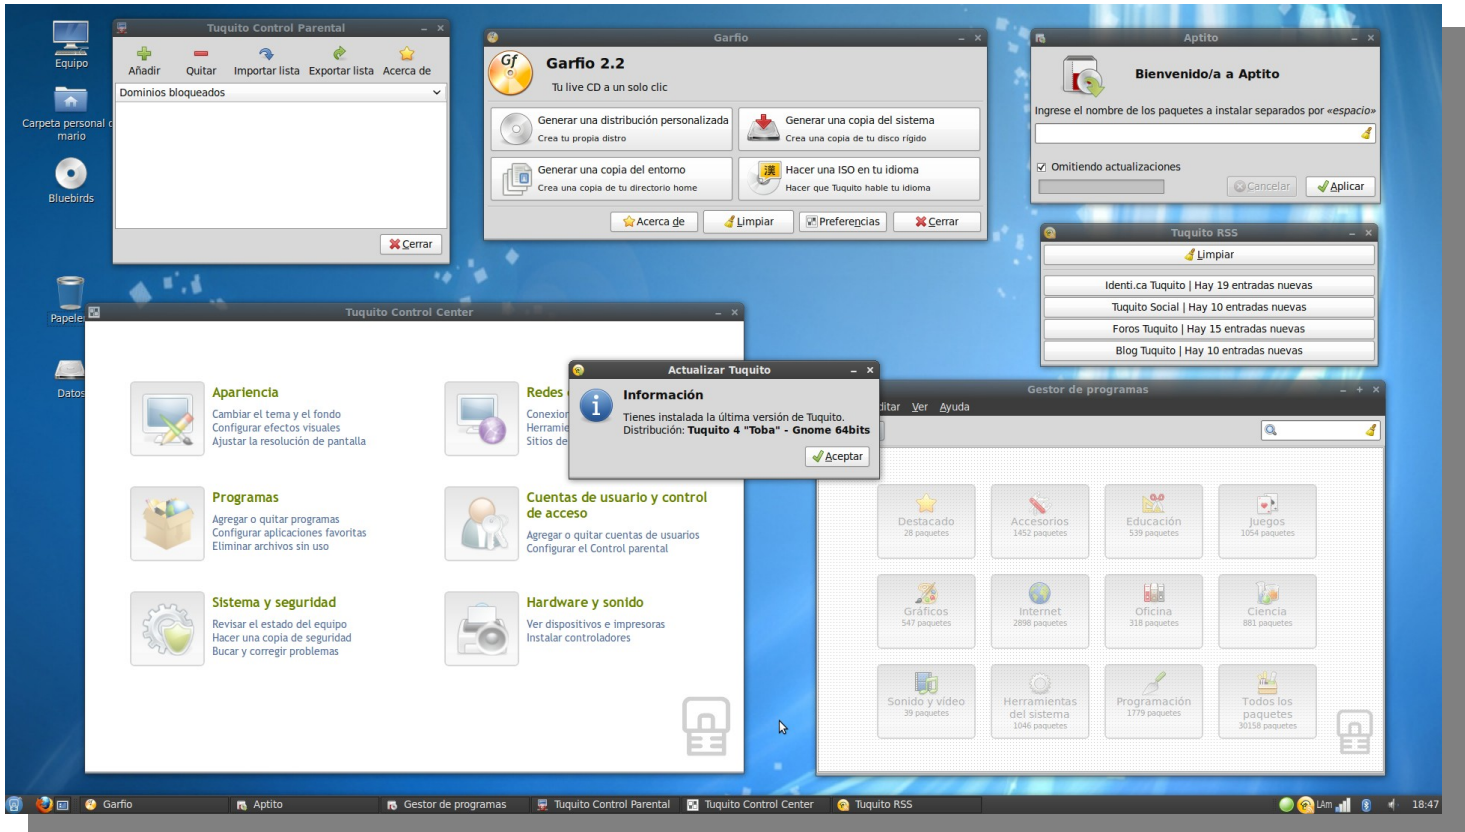 Equipo
Carpeta personal d
mario
Bluebirds
Papele
Datos
Tuquito Control Parental
Añadir
Quitar
Importar lista
Exportar lista
Acerca de
Dominios bloqueados
Cerrar
Garfio
Gf
Garfio 2.2
Tu live CD a un solo clic
Generar una distribución personalizada
Crea tu propia distro
Generar una copia del sistema
Crea una copia de tu disco rígido
Generar una copia del entorno
Crea una copia de tu directorio home
漢
Hacer una ISO en tu idioma
Hacer que Tuquito hable tu idioma
Acerca de
Limpiar
Preferencias
Cerrar
Aptito
Bienvenido/a a Aptito
Ingrese el nombre de los paquetes a instalar separados por «espacio»
Omitiendo actualizaciones
Cancelar
Aplicar
Tuquito RSS
Limpiar
Identi.ca Tuquito | Hay 19 entradas nuevas
Tuquito Social | Hay 10 entradas nuevas
Foros Tuquito | Hay 15 entradas nuevas
Blog Tuquito | Hay 10 entradas nuevas
Tuquito Control Center
Apariencia
Cambiar el tema y el fondo
Configurar efectos visuales
Ajustar la resolución de pantalla
Redes
Conexion
Herramie
Sitios de
Programas
Agregar o quitar programas
Configurar aplicaciones favoritas
Eliminar archivos sin uso
Cuentas de usuario y control
de acceso
Agregar o quitar cuentas de usuarios
Configurar el Control parental
Sistema y seguridad
Revisar el estado del equipo
Hacer una copia de seguridad
Bucar y corregir problemas
Hardware y sonido
Ver dispositivos e impresoras
Instalar controladores
Actualizar Tuquito
Información
Tienes instalada la última versión de Tuquito.
Distribución: Tuquito 4 "Toba" - Gnome 64bits
Aceptar
Gestor de programas
ditar Ver Ayuda
Destacado
28 paquetes
Accesorios
1452 paquetes
Educación
539 paquetes
Juegos
1054 paquetes
Gráficos
547 paquetes
Internet
2898 paquetes
Oficina
318 paquetes
Ciencia
881 paquetes
Sonido y vídeo
39 paquetes
Herramientas
del sistema
1046 paquetes
Programación
1779 paquetes
Todos los
paquetes
30158 paquetes
Garfio
Aptito
Gestor de programas
Tuquito Control Parental
Tuquito Control Center
Tuquito RSS
LAm
18:47